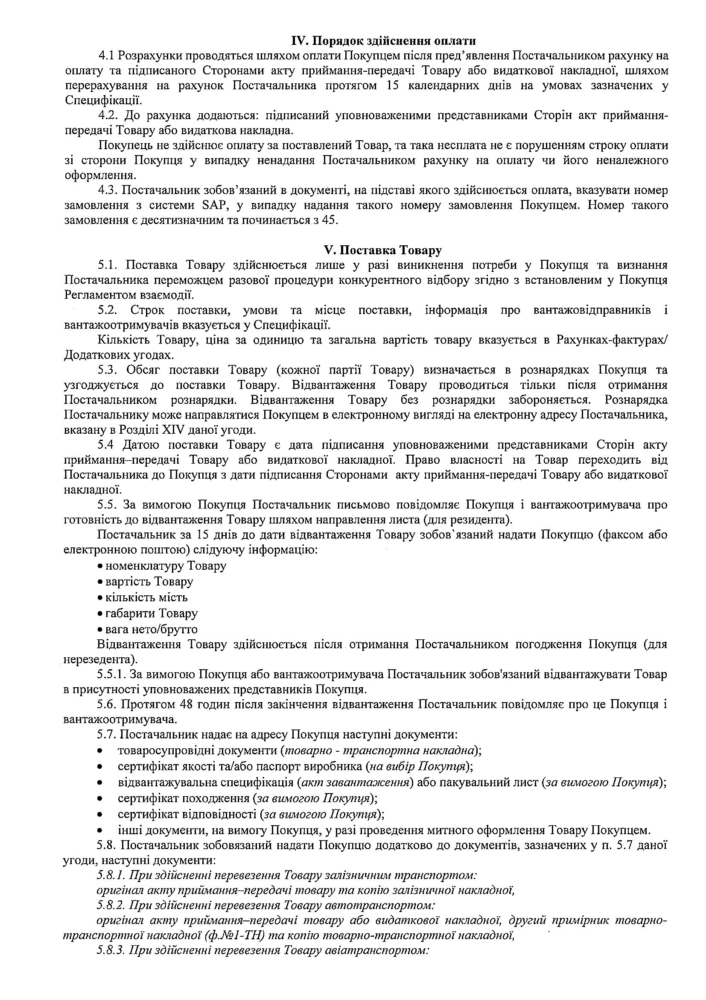 IV. Порядок здійснення оплати
4.1 Розрахунки проводяться шляхом оплати Покупцем після пред’явлення Постачальником рахунку на
оплату та підписаного Сторонами акту приймання-передачі Товару або видаткової накладної, шляхом
перерахування на рахунок Постачальника протягом 15 календарних днів на умовах зазначених у
Специфікації.
4.2. До рахунка додаються: підписаний уповноваженими представниками Сторін акт приймання-
передачі Товару або видаткова накладна.
Покупець не здійснює оплату за поставлений Товар, та така несплата не є порушенням строку оплати
зі сторони Покупця у випадку ненадання Постачальником рахунку на оплату чи його неналежного
оформлення.
4.3. Постачальник зобов’язаний в документі, на підставі якого здійснюється оплата, вказувати номер
замовлення з системи SAP, у випадку надання такого номеру замовлення Покупцем. Номер такого
замовлення є десятизначним та починається з 45.
V. Поставка Товару
5.1. Поставка Товару здійснюється лише у разі виникнення потреби у Покупця та визнання
Постачальника переможцем разової процедури конкурентного відбору згідно з встановленим у Покупця
Регламентом взаємодії.
5.2. Строк поставки, умови та місце поставки, інформація про вантажовідправників і
вантажоотримувачів вказується у Специфікації.
Кількість Товару, ціна за одиницю та загальна вартість товару вказується в Рахунках-фактурах/
Додаткових угодах.
5.3. Обсяг поставки Товару (кожної партії Товару) визначається в рознарядках Покупця та
узгоджується до поставки Товару. Відвантаження Товару проводиться тільки після отримання
Постачальником рознарядки. Відвантаження Товару без рознарядки забороняється. Рознарядка
Постачальнику може направлятися Покупцем в електронному вигляді на електронну адресу Постачальника,
вказану в Розділі XIV даної угоди.
5.4 Датою поставки Товару є дата підписання уповноваженими представниками Сторін акту
приймання–передачі Товару або видаткової накладної. Право власності на Товар переходить від
Постачальника до Покупця з дати підписання Сторонами акту приймання-передачі Товару або видаткової
накладної.
5.5. За вимогою Покупця Постачальник письмово повідомляє Покупця і вантажоотримувача про
готовність до відвантаження Товару шляхом направлення листа (для резидента).
Постачальник за 15 днів до дати відвантаження Товару зобов`язаний надати Покупцю (факсом або
електронною поштою) слідуючу інформацію:
• номенклатуру Товару
• вартість Товару
• кількість мість
• габарити Товару
• вага нето/брутто
Відвантаження Товару здійснюється після отримання Постачальником погодження Покупця (для
нерезедента).
5.5.1. За вимогою Покупця або вантажоотримувача Постачальник зобов'язаний відвантажувати Товар
в присутності уповноважених представників Покупця.
5.6. Протягом 48 годин після закінчення відвантаження Постачальник повідомляє про це Покупця і
вантажоотримувача.
5.7. Постачальник надає на адресу Покупця наступні документи:
• товаросупровідні документи (товарно - транспортна накладна);
• сертифікат якості та/або паспорт виробника (на вибір Покупця);
• відвантажувальна специфікація (акт завантаження) або пакувальний лист (за вимогою Покупця);
• сертифікат походження (за вимогою Покупця);
• сертифікат відповідності (за вимогою Покупця);
• інші документи, на вимогу Покупця, у разі проведення митного оформлення Товару Покупцем.
5.8. Постачальник зобовязаний надати Покупцю додатково до документів, зазначених у п. 5.7 даної
угоди, наступні документи:
5.8.1. При здійсненні перевезення Товару залізничним транспортом:
оригінал акту приймання–передачі товару та копію залізничної накладної,
5.8.2. При здійсненні перевезення Товару автотранспортом:
оригінал акту приймання–передачі товару або видаткової накладної, другий примірник товарно-
транспортної накладної (ф.№1-ТН) та копію товарно-транспортної накладної,
5.8.3. При здійсненні перевезення Товару авіатранспортом: